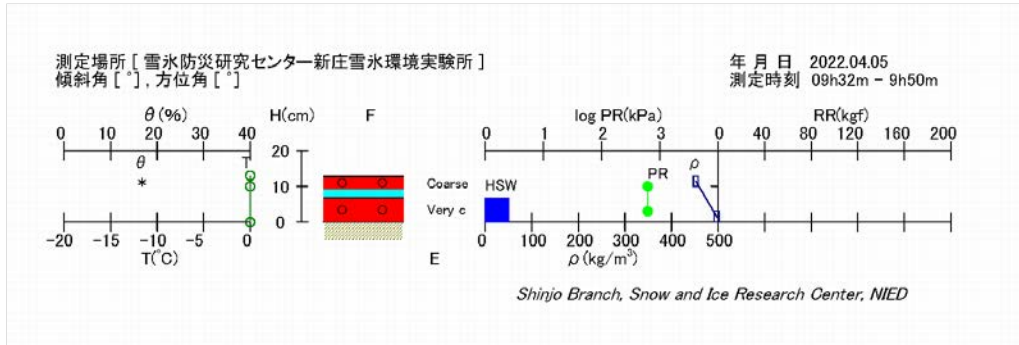 測定場所 [ 雪氷防災研究センター新庄雪氷環境実験所 ]
傾斜角 [ °] , 方位角 [ °]
年 月 日 2022.04.05
測定時刻 09h32m - 9h50m
θ(%) H(cm) F log PR(kPa) RR(kgf)
0 10 20 30 40 0 1 2 3 0 40 80 120 160 200
20
θ T PR ρ
* 10 Coarse HSW
0 Very c
-20 -15 -10 -5 0 0 100 200 300 400 500
T(°C) E ρ(kg/m³)
Shinjo Branch, Snow and Ice Research Center, NIED